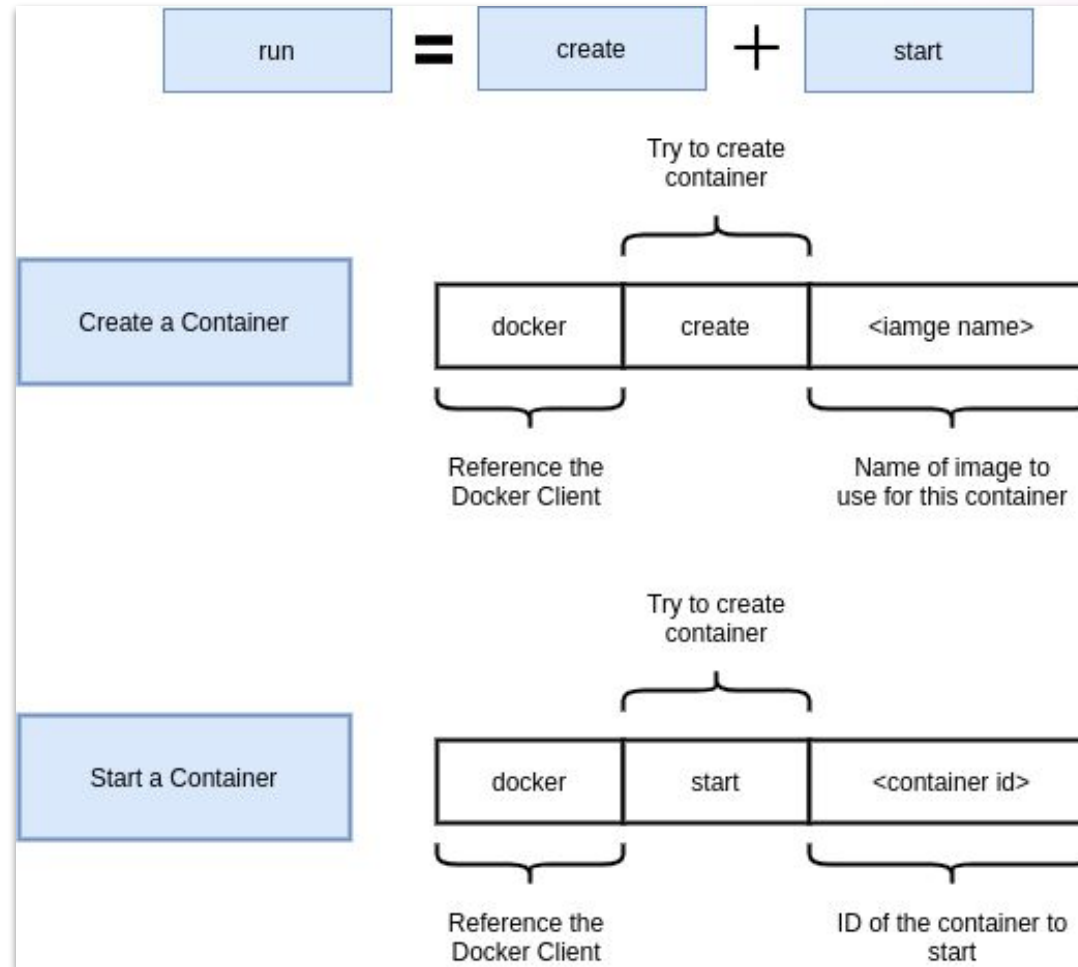 run = create + start
Try to create
container
Create a Container
docker create <iamge name>
Reference the
Docker Client
Name of image to
use for this container
Try to create
container
Start a Container
docker start <container id>
Reference the
Docker Client
ID of the container to
start